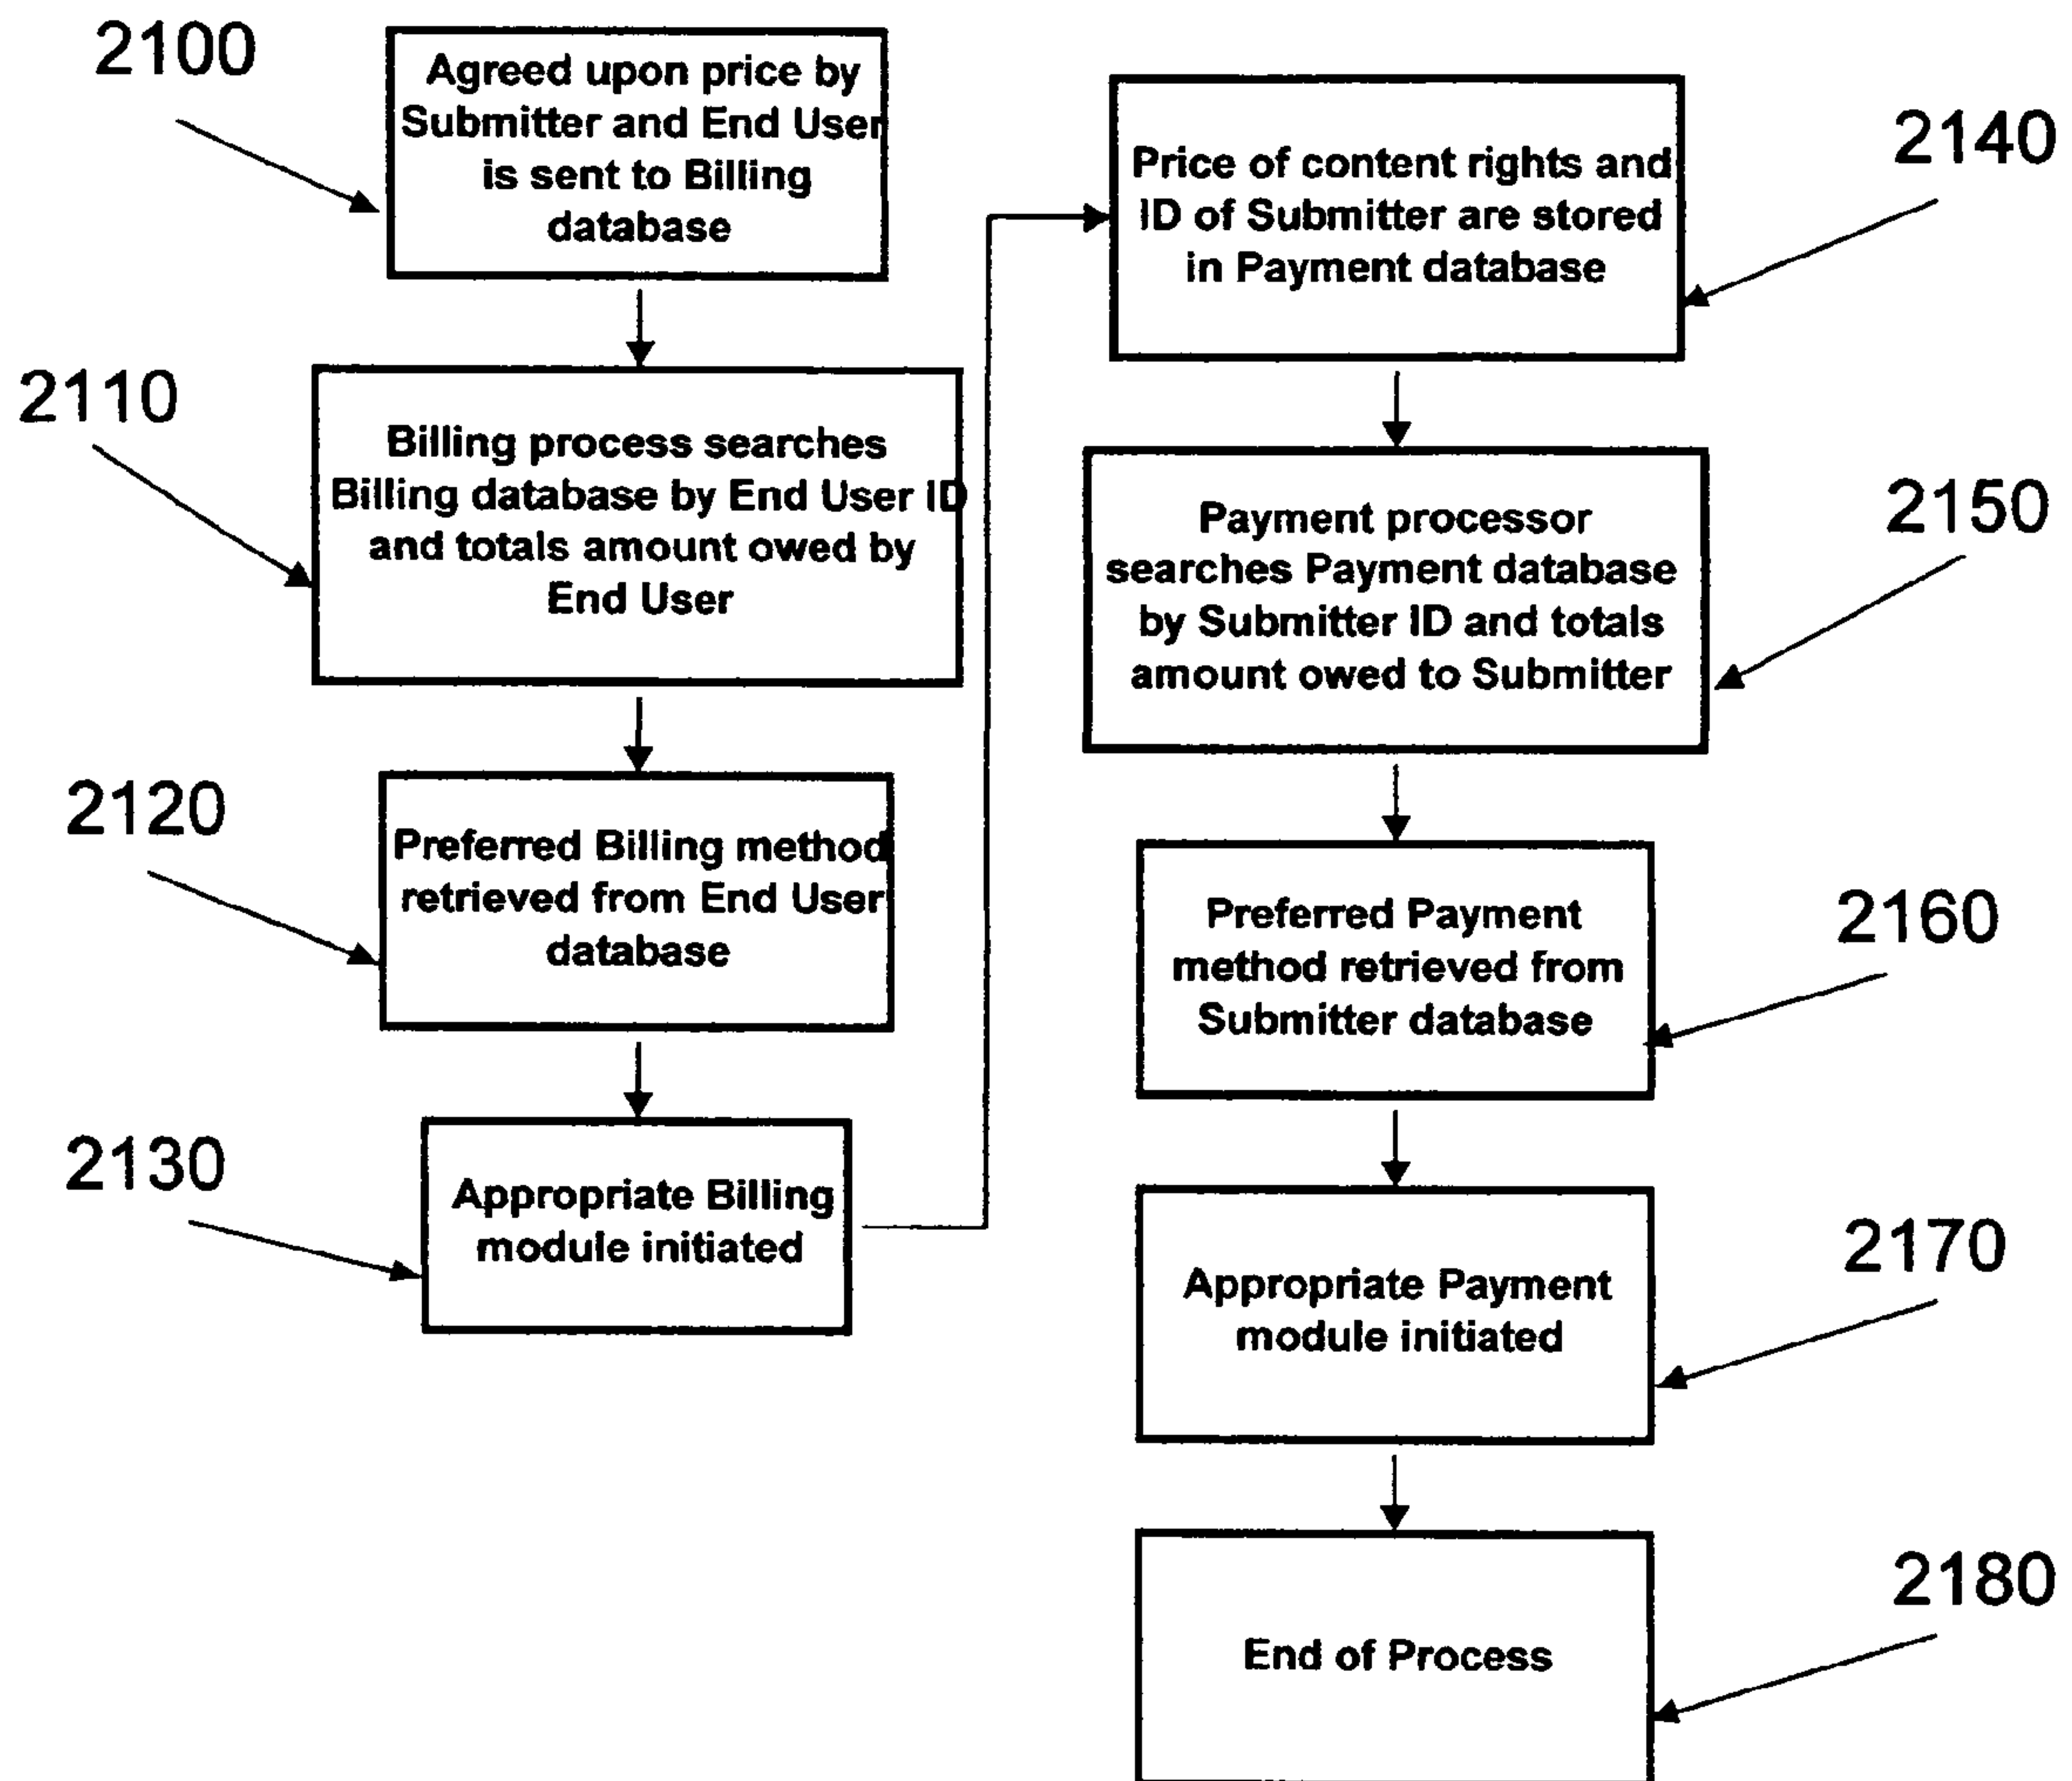 2100
Agreed upon price by
Submitter and End User
is sent to Billing
database
2110
Billing process searches
Billing database by End User ID
and totals amount owed by
End User
2120
Preferred Billing method
retrieved from End User
database
2130
Appropriate Billing
module initiated
2140
Price of content rights and
ID of Submitter are stored
in Payment database
2150
Payment processor
searches Payment database
by Submitter ID and totals
amount owed to Submitter
2160
Preferred Payment
method retrieved from
Submitter database
2170
Appropriate Payment
module initiated
2180
End of Process